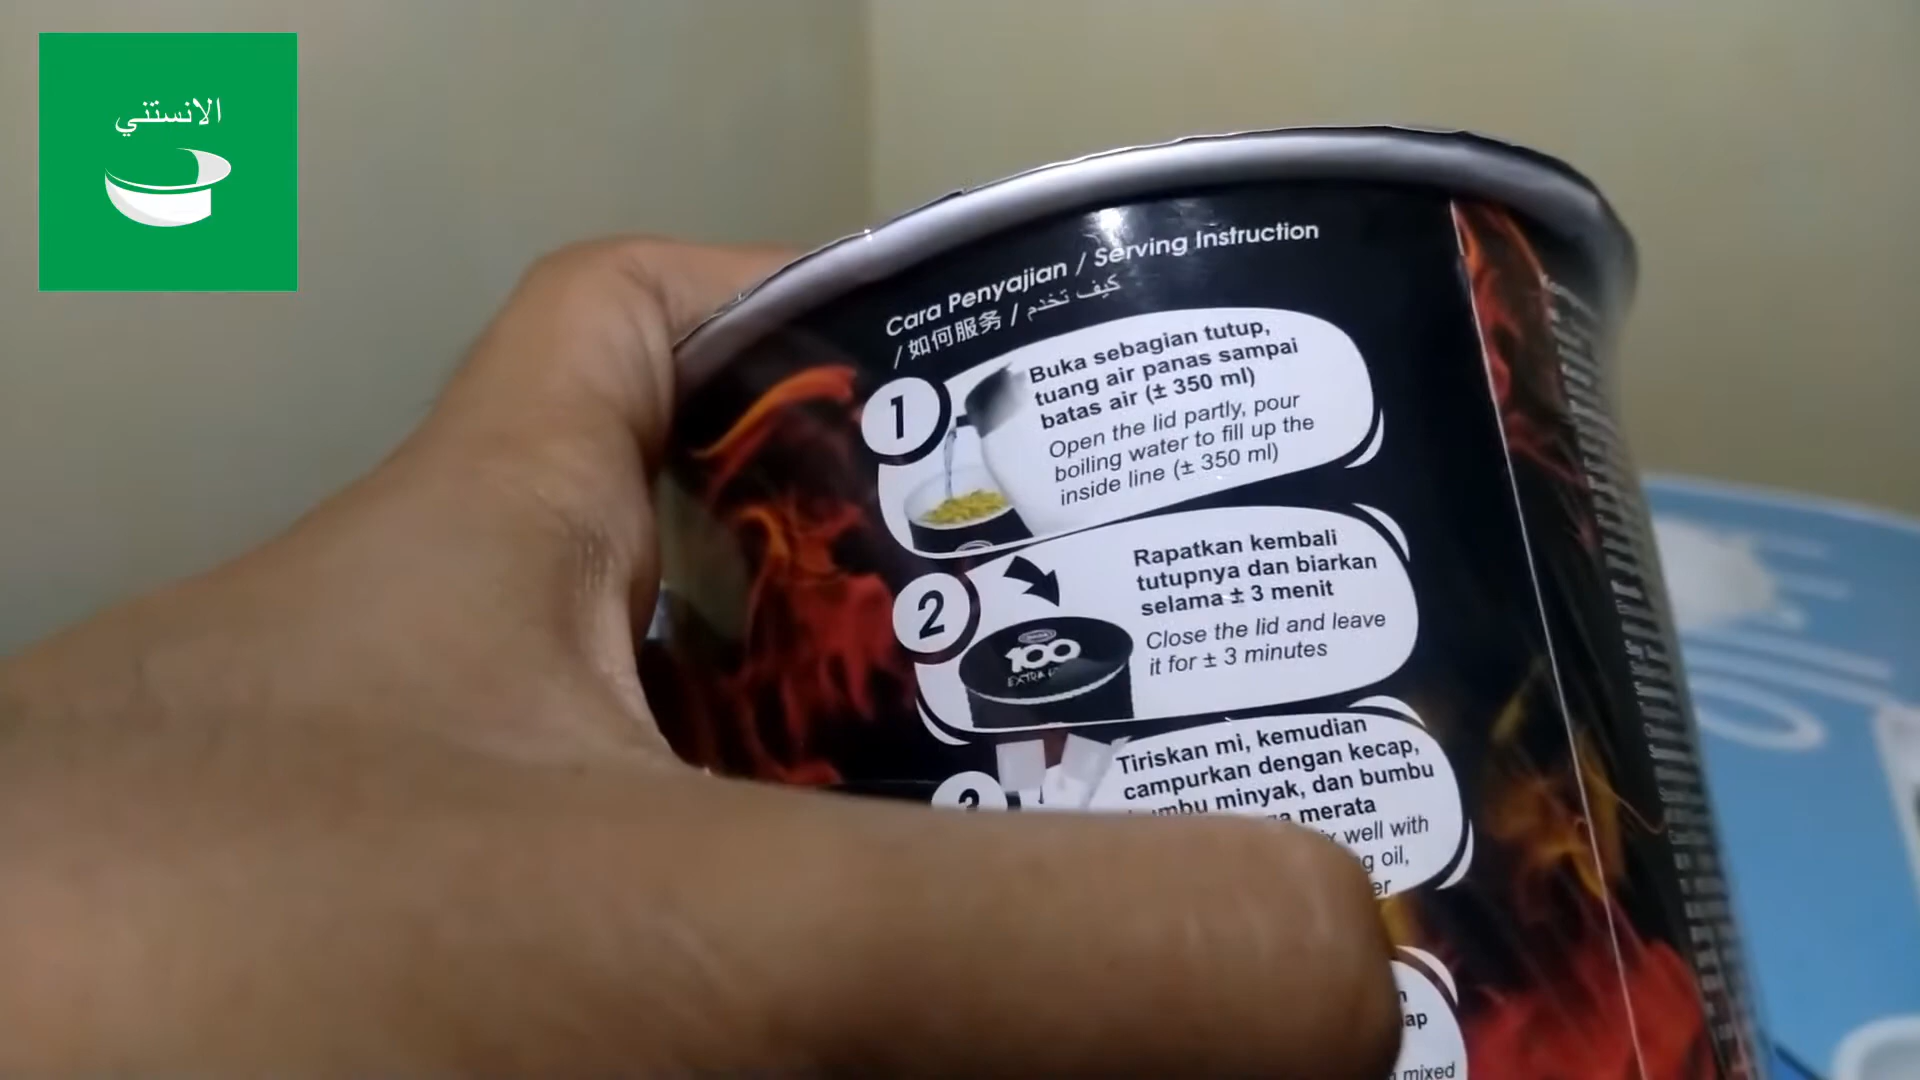 الانستني
Cara Penyajian / Serving Instruction
/ 如何服务 / كيف تخدم
1
Buka sebagian tutup,
tuang air panas sampai
batas air (± 350 ml)
Open the lid partly, pour
boiling water to fill up the
inside line (± 350 ml)
2
100
EXTRA
Rapatkan kembali
tutupnya dan biarkan
selama ± 3 menit
Close the lid and leave
it for ± 3 minutes
3
Tiriskan mi, kemudian
campurkan dengan kecap,
minyak, dan bumbu
merata
well with
oil,
mixed